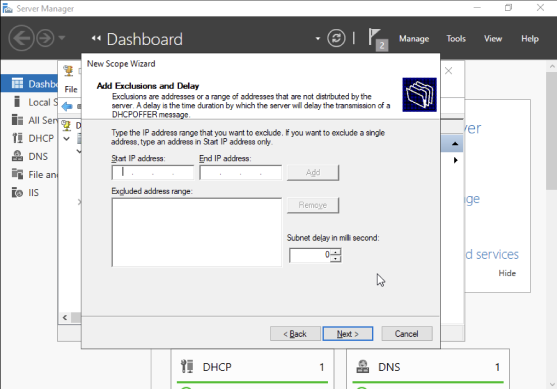 Server Manager
Dashboard
2
Manage
Tools
View
Help
New Scope Wizard
Add Exclusions and Delay
Exclusions are addresses or a range of addresses that are not distributed by the
server. A delay is the time duration by which the server will delay the transmission of a
DHCPOFFER message.
Type the IP address range that you want to exclude. If you want to exclude a single
address, type an address in Start IP address only.
Start IP address:
End IP address:
Add
Excluded address range:
Remove
Subnet delay in milli second:
0
< Back
Next >
Cancel
Dashb
Local S
All Ser
DHCP
DNS
File an
IIS
File
D
ver
ge
d services
Hide
DHCP
1
DNS
1